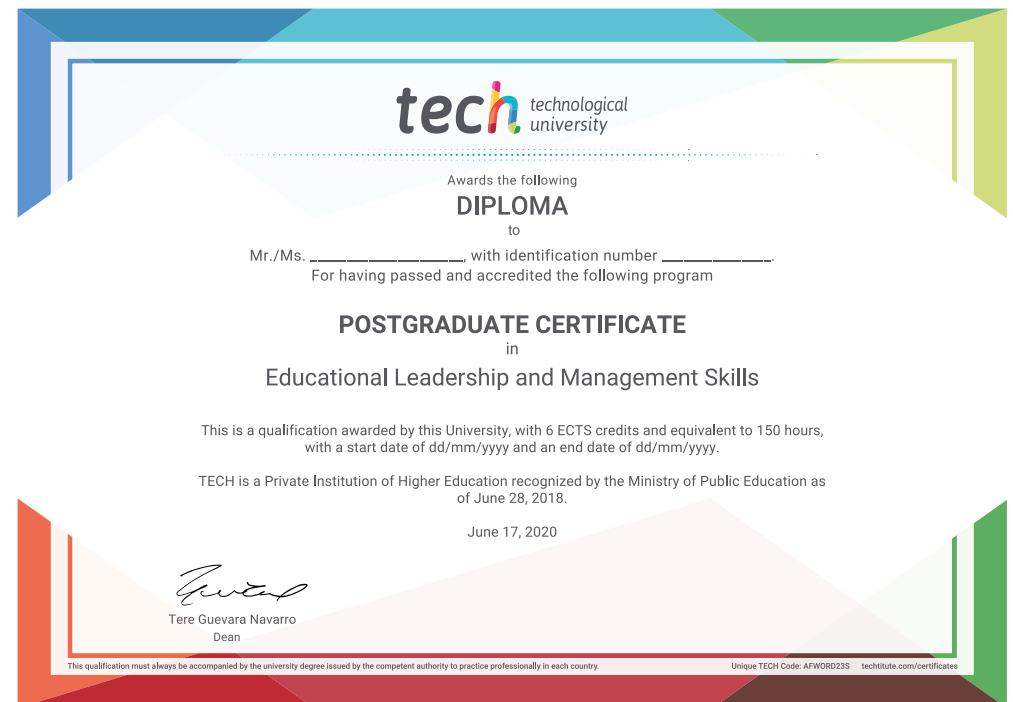 tech technological
university
Awards the following
DIPLOMA
to
Mr./Ms. ________________, with identification number ____________.
For having passed and accredited the following program
POSTGRADUATE CERTIFICATE
in
Educational Leadership and Management Skills
This is a qualification awarded by this University, with 6 ECTS credits and equivalent to 150 hours,
with a start date of dd/mm/yyyy and an end date of dd/mm/yyyy.
TECH is a Private Institution of Higher Education recognized by the Ministry of Public Education as
of June 28, 2018.
June 17, 2020
Tere Guevara Navarro
Dean
This qualification must always be accompanied by the university degree issued by the competent authority to practice professionally in each country.
Unique TECH Code: AFWORD23S techtitute.com/certificates